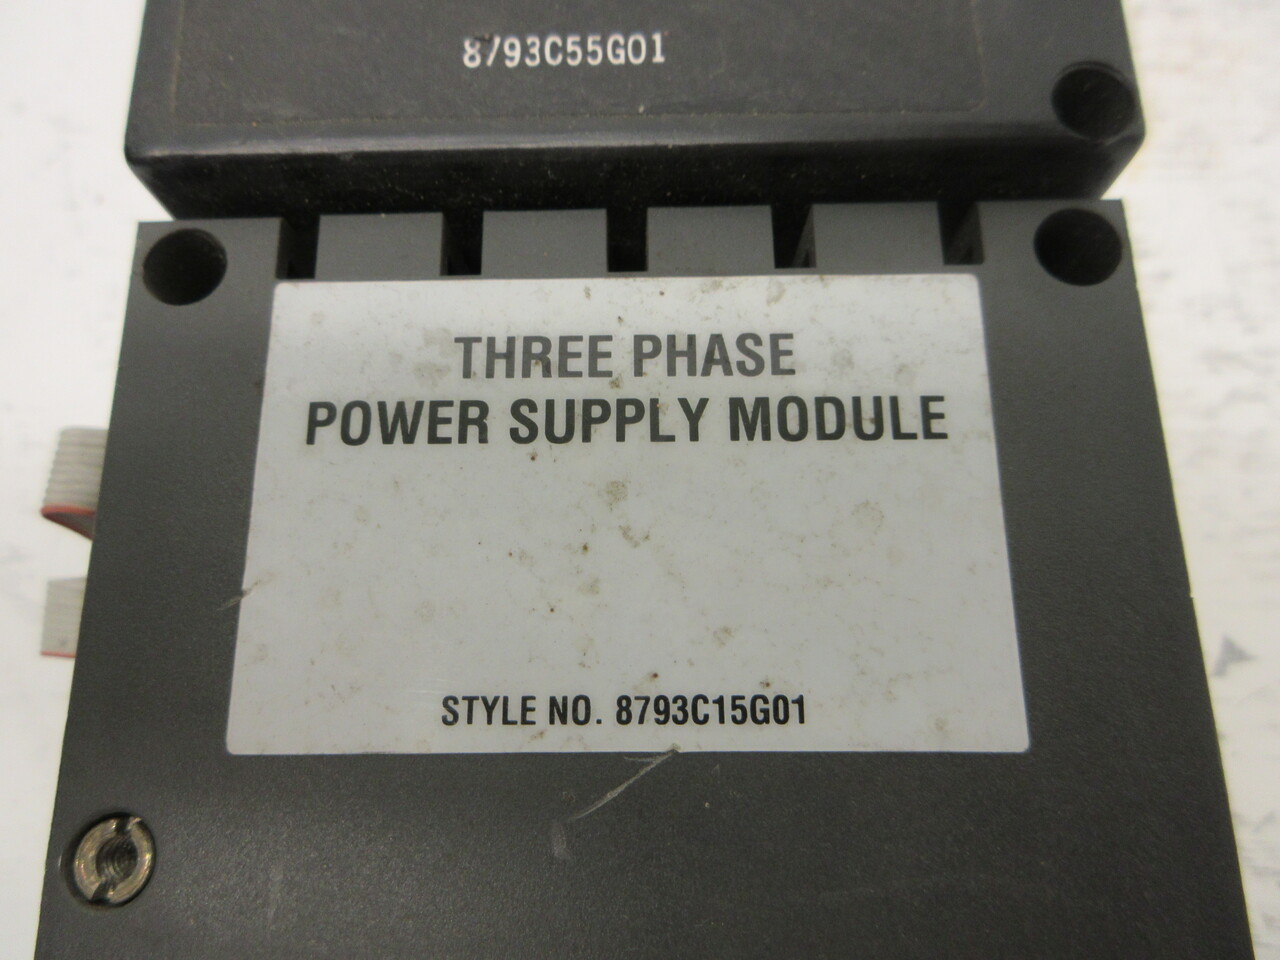 8793C55G01
THREE PHASE
POWER SUPPLY MODULE
STYLE NO. 8793C15G01